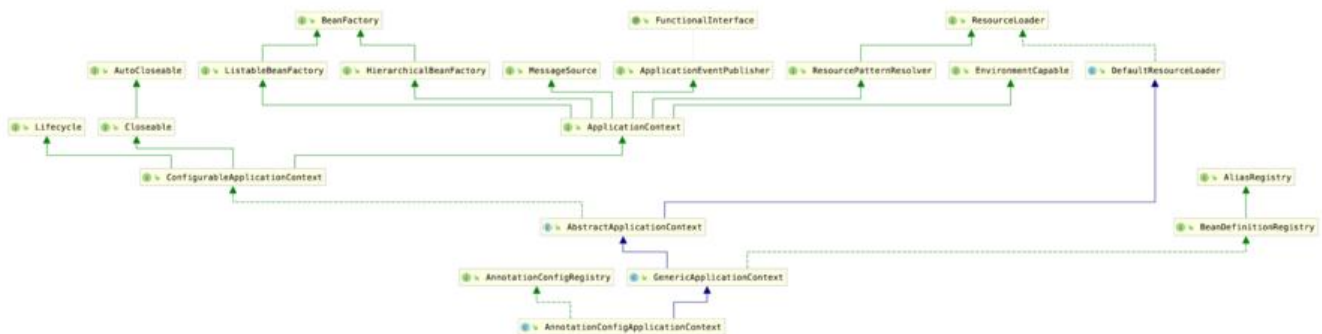 BeanFactory
FunctionalInterface
ResourceLoader
AutoCloseable
ListableBeanFactory
HierarchicalBeanFactory
MessageSource
ApplicationEventPublisher
ResourcePatternResolver
EnvironmentCapable
DefaultResourceLoader
Lifecycle
Closeable
ApplicationContext
ConfigurableApplicationContext
AliasRegistry
AbstractApplicationContext
BeanDefinitionRegistry
AnnotationConfigRegistry
GenericApplicationContext
AnnotationConfigApplicationContext